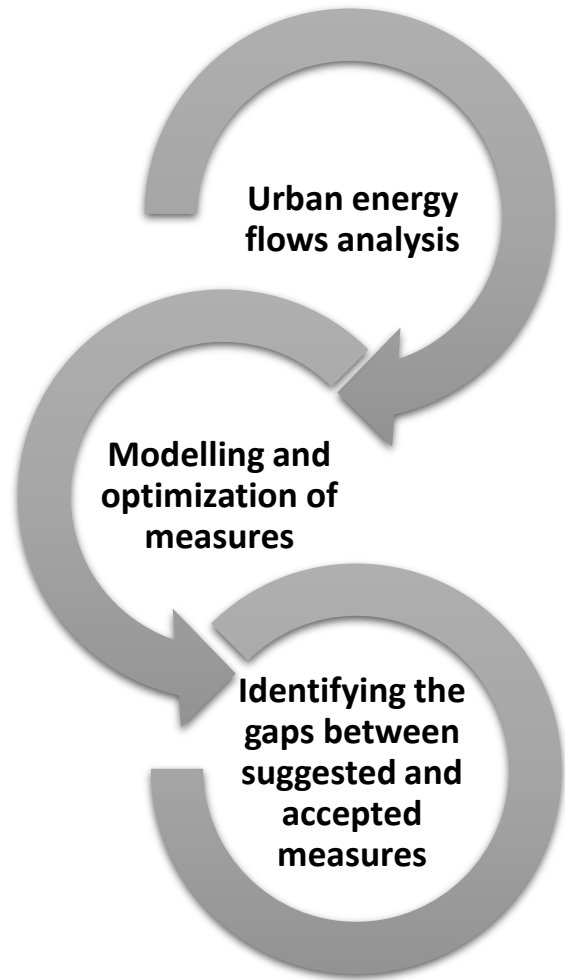 Urban energy
flows analysis
Modelling and
optimization of
measures
Identifying the
gaps between
suggested and
accepted
measures